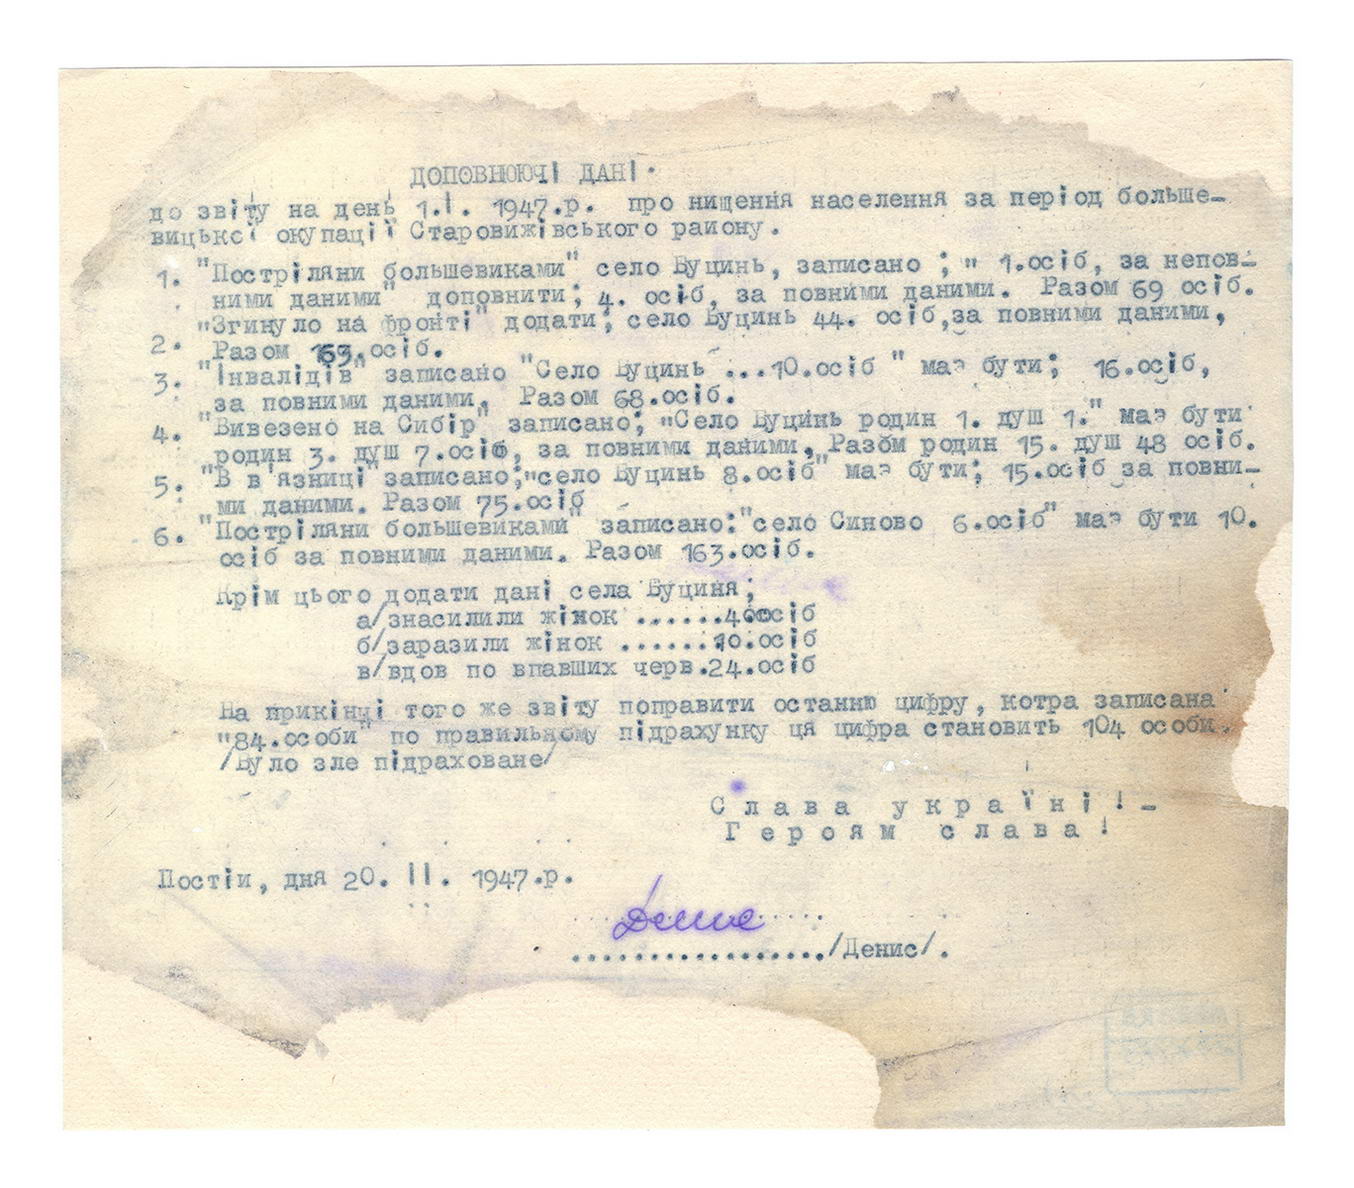 ДОПОВНЮЮЧІ ДАНІ.
до звіту на день 1.І. 1947.р. про нищення населення за період больше-
вицької окупації Старовижівського району.
1. "Постріляни большевиками" село Буцинь, записано ; " 1.осіб, за непов-
ними даними" доповнити; 4. осіб, за повними даними. Разом 69 осіб.
2. "Згинуло на фронті" додати; село Буцинь 44. осіб,за повними даними,
Разом 169.осіб.
3. "Інвалідів" записано "Село Буцинь ...10.осіб " має бути; 16.осіб,
за повними даними. Разом 68.осіб.
4. "Вивезено на Сибір" записано; "Село Буцинь родин 1. душ 1." має бути
родин 3. душ 7.осіб, за повними даними, Разом родин 15. душ 48 осіб.
5. "В в'язниці"записано;"село Буцинь 8.осіб" має бути; 15.осіб за повни-
ми даними. Разом 75.осіб
6. "Постріляни большевиками" записано:"село Синово 6.осіб" має бути 10.
осіб за повними даними. Разом 163.осіб.
Крім цього додати дані села Буциня;
а/знасилили жінок .......40осіб
б/заразили жінок .......10.осіб
в/вдов по впавших черв.24.осіб
На прикінці того же звіту поправити останню цифру, котра записана
"84.особи" по правильному підрахунку ця цифра становить 104 особи.
/Було зле підраховане/
Слава україні!-
Героям слава!
Постій, дня 20. ІІ. 1947.р.
Денис
................../Денис/.